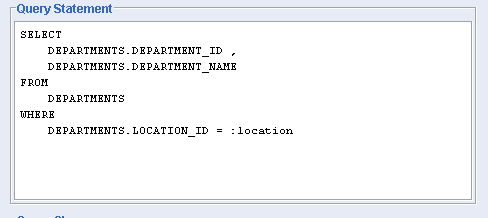 Query Statement
SELECT
DEPARTMENTS.DEPARTMENT_ID ,
DEPARTMENTS.DEPARTMENT_NAME
FROM
DEPARTMENTS
WHERE
DEPARTMENTS.LOCATION_ID = :location